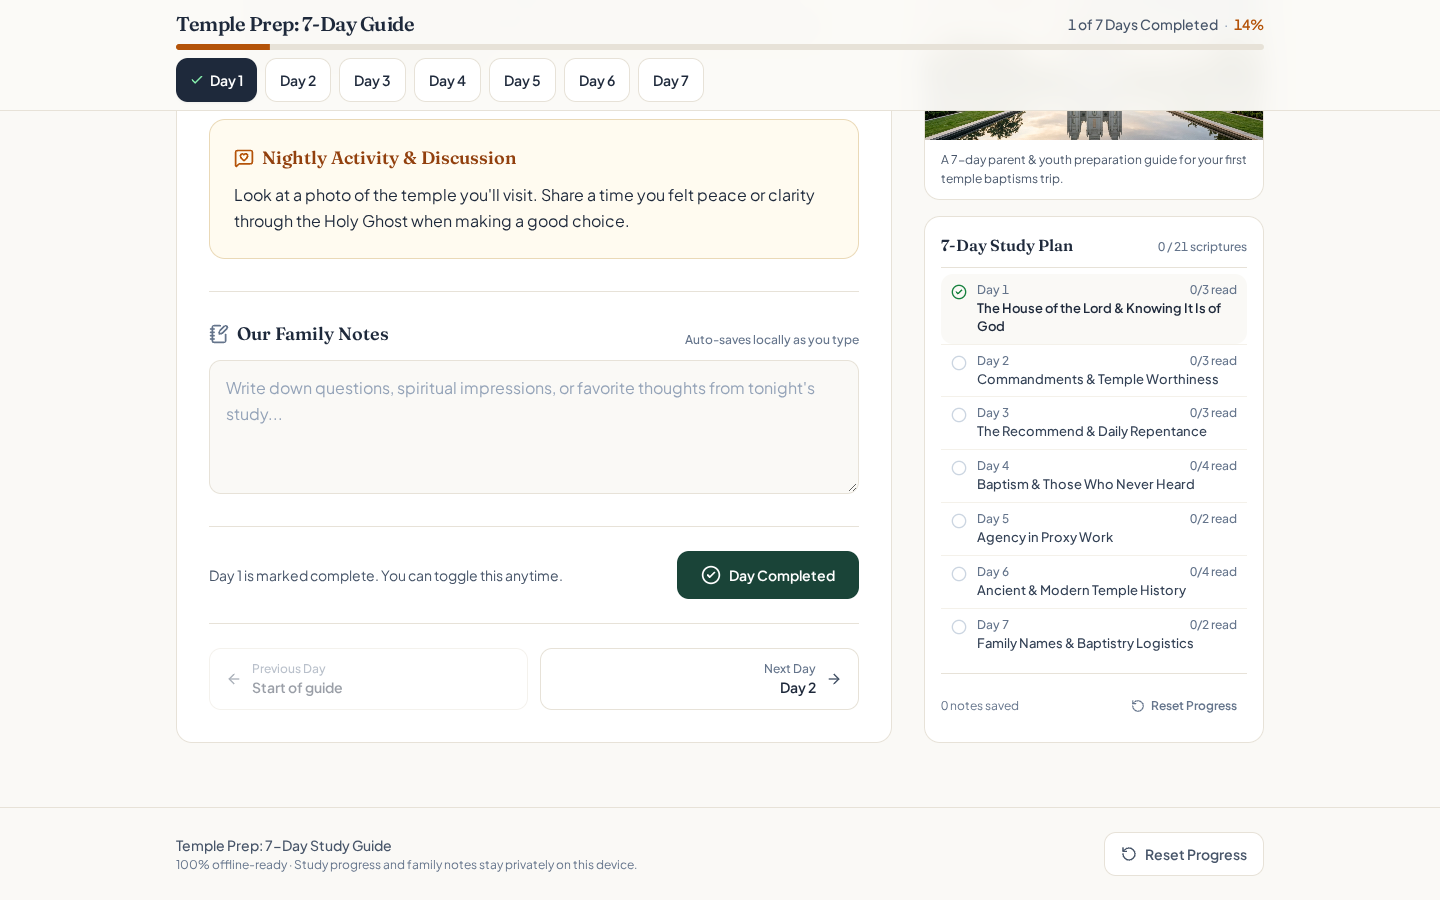 Temple Prep: 7-Day Guide
1 of 7 Days Completed · 14%
Day 1
Day 2
Day 3
Day 4
Day 5
Day 6
Day 7
Nightly Activity & Discussion
Look at a photo of the temple you'll visit. Share a time you felt peace or clarity
through the Holy Ghost when making a good choice.
Our Family Notes
Auto-saves locally as you type
Write down questions, spiritual impressions, or favorite thoughts from tonight's
study...
Day 1 is marked complete. You can toggle this anytime.
Day Completed
Previous Day
Start of guide
Next Day
Day 2
A 7-day parent & youth preparation guide for your first
temple baptisms trip.
7-Day Study Plan
0 / 21 scriptures
Day 1
0/3 read
The House of the Lord & Knowing It Is of
God
Day 2
0/3 read
Commandments & Temple Worthiness
Day 3
0/3 read
The Recommend & Daily Repentance
Day 4
0/4 read
Baptism & Those Who Never Heard
Day 5
0/2 read
Agency in Proxy Work
Day 6
0/4 read
Ancient & Modern Temple History
Day 7
0/2 read
Family Names & Baptistry Logistics
0 notes saved
Reset Progress
Temple Prep: 7-Day Study Guide
100% offline-ready · Study progress and family notes stay privately on this device.
Reset Progress